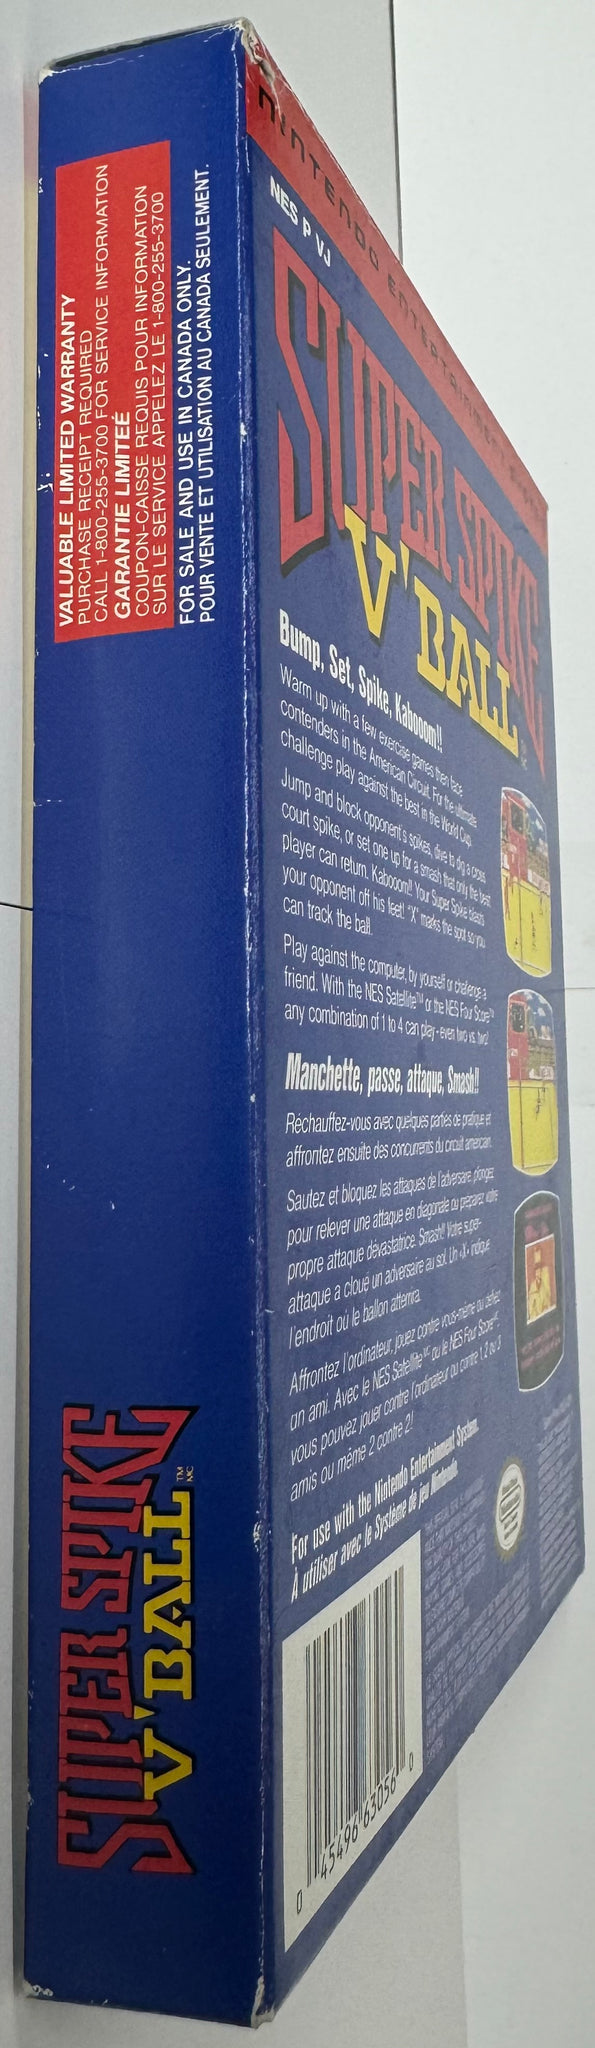 VALUABLE LIMITED WARRANTY
PURCHASE RECEIPT REQUIRED
CALL 1-800-255-3700 FOR SERVICE INFORMATION
GARANTIE LIMITEÉ
COUPON-CAISSE REQUIS POUR INFORMATION
SUR LE SERVICE APPELEZ LE 1-800-255-3700
FOR SALE AND USE IN CANADA ONLY.
POUR VENTE ET UTILISATION AU CANADA SEULEMENT.
SUPER SPIKE
V'BALL
TM
MC
NINTENDO ENTERTAINMENT
NES P VJ
SUPER SPIKE
V'BALL
Bump, Set, Spike, Kabooom!!
Warm up with a few exercise games then face
contenders in the American Circuit. For the ultimate
challenge play against the best in the World Cup.
Jump and block opponent's spikes, dive to dig a cross
court spike, or set one up for a smash that only the best
player can return. Kabooom!! Your Super Spike blasts
your opponent off his feet! "X" marks the spot so you
can track the ball.
Play against the computer, by yourself or challenge a
friend. With the NES Satellite™ or the NES Four Score™
any combination of 1 to 4 can play - even two vs. two!
Manchette, passe, attaque, Smash!!
Réchauffez-vous avec quelques parties de pratique et
affrontez ensuite des concurrents du circuit américain.
Sautez et bloquez les attaques de l'adversaire, plongez
pour relever une attaque en diagonale ou préparez votre
propre attaque dévastatrice. Smash!! Votre super-
attaque a cloué un adversaire au sol. Un «X» indique
l'endroit où le ballon atterrira.
Affrontez l'ordinateur, jouez contre vous-même ou défiez
un ami. Avec le NES Satellite MC ou le NES Four Score MC,
vous pouvez jouer contre l'ordinateur ou contre 1, 2 ou 3
amis ou même 2 contre 2!
For use with the Nintendo Entertainment System.
À utiliser avec le Système de jeu Nintendo.
0 45496 63056 0